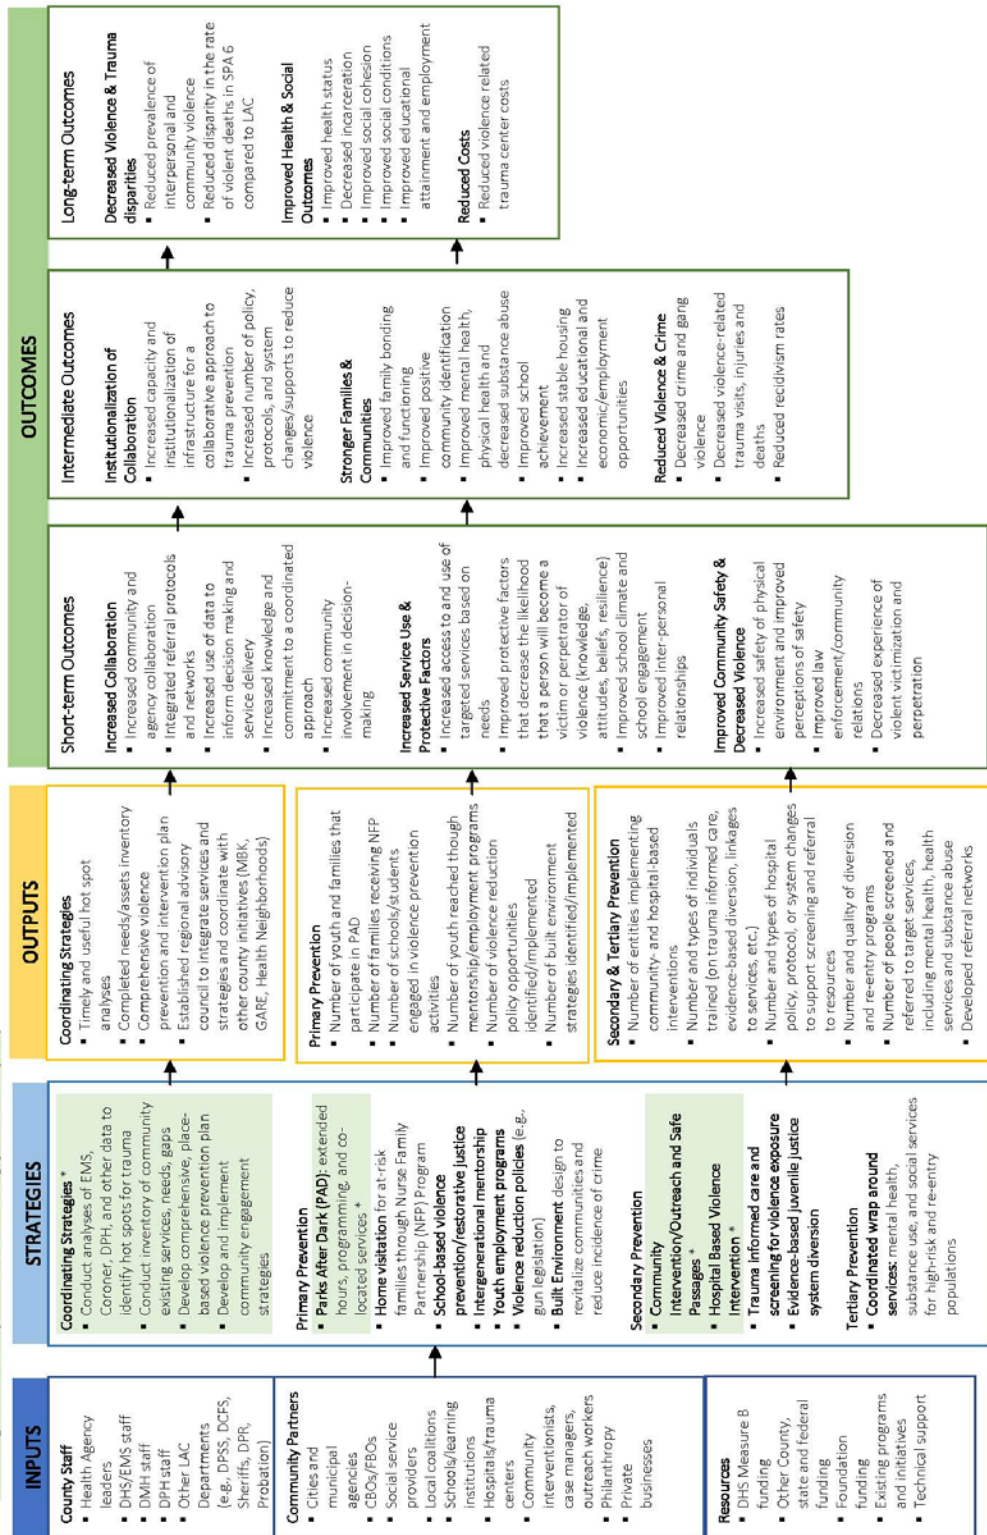 INPUTS
County Staff
▪ Health Agency
leaders
▪ DHS/EMS staff
▪ DMH staff
▪ DPH staff
▪ Other LAC
Departments
(e.g., DPSS, DCFS,
Sheriffs, DPR,
Probation)
Community Partners
▪ Cities and
municipal
agencies
▪ CBOs/FBOs
▪ Social service
providers
▪ Local coalitions
▪ Schools/learning
institutions
▪ Hospitals/trauma
centers
▪ Community
interventionists,
case managers,
outreach workers
▪ Philanthropy
▪ Private
businesses
Resources
▪ DHS Measure B
funding
▪ Other County,
state and federal
funding
▪ Foundation
funding
▪ Existing programs
and initiatives
▪ Technical support
STRATEGIES
Coordinating Strategies *
▪ Conduct analyses of EMS,
Coroner, DPH, and other data to
identify hot spots for trauma
▪ Conduct inventory of community
existing services, needs, gaps
▪ Develop comprehensive, place-
based violence prevention plan
▪ Develop and implement
community engagement
strategies
Primary Prevention
▪ Parks After Dark (PAD): extended
hours, programming, and co-
located services *
▪ Home visitation for at-risk
families through Nurse Family
Partnership (NFP) Program
▪ School-based violence
prevention/restorative justice
▪ Intergenerational mentorship
▪ Youth employment programs
▪ Violence reduction policies (e.g.,
gun legislation)
▪ Built Environment design to
revitalize communities and
reduce incidence of crime
Secondary Prevention
▪ Community
Intervention/Outreach and Safe
Passages *
▪ Hospital Based Violence
Intervention *
▪ Trauma informed care and
screening for violence exposure
▪ Evidence-based juvenile justice
system diversion
Tertiary Prevention
▪ Coordinated wrap around
services: mental health,
substance use, and social services
for high-risk and re-entry
populations
OUTPUTS
Coordinating Strategies
▪ Timely and useful hot spot
analyses
▪ Completed needs/assets inventory
▪ Comprehensive violence
prevention and intervention plan
▪ Established regional advisory
council to integrate services and
strategies and coordinate with
other county initiatives (MBK,
GARE, Health Neighborhoods)
Primary Prevention
▪ Number of youth and families that
participate in PAD
▪ Number of families receiving NFP
▪ Number of schools/students
engaged in violence prevention
activities
▪ Number of youth reached though
mentorship/employment programs
▪ Number of violence reduction
policy opportunities
identified/implemented
▪ Number of built environment
strategies identified/implemented
Secondary & Tertiary Prevention
▪ Number of entities implementing
community- and hospital-based
interventions
▪ Number and types of individuals
trained (on trauma informed care,
evidence-based diversion, linkages
to services, etc.)
▪ Number and types of hospital
policy, protocol, or system changes
to support screening and referral
to resources
▪ Number and quality of diversion
and re-entry programs
▪ Number of people screened and
referred to target services,
including mental health, health
services and substance abuse
▪ Developed referral networks
OUTCOMES
Short-term Outcomes
Increased Collaboration
▪ Increased community and
agency collaboration
▪ Integrated referral protocols
and networks
▪ Increased use of data to
inform decision making and
service delivery
▪ Increased knowledge and
commitment to a coordinated
approach
▪ Increased community
involvement in decision-
making
Increased Service Use &
Protective Factors
▪ Increased access to and use of
targeted services based on
needs
▪ Improved protective factors
that decrease the likelihood
that a person will become a
victim or perpetrator of
violence (knowledge,
attitudes, beliefs, resilience)
▪ Improved school climate and
school engagement
▪ Improved inter-personal
relationships
Improved Community Safety &
Decreased Violence
▪ Increased safety of physical
environment and improved
perceptions of safety
▪ Improved law
enforcement/community
relations
▪ Decreased experience of
violent victimization and
perpetration
Intermediate Outcomes
Institutionalization of
Collaboration
▪ Increased capacity and
institutionalization of
infrastructure for a
collaborative approach to
trauma prevention
▪ Increased number of policy,
protocols, and system
changes/supports to reduce
violence
Stronger Families &
Communities
▪ Improved family bonding
and functioning
▪ Improved positive
community identification
▪ Improved mental health,
physical health and
decreased substance abuse
▪ Improved school
achievement
▪ Increased stable housing
▪ Increased educational and
economic/employment
opportunities
Reduced Violence & Crime
▪ Decreased crime and gang
violence
▪ Decreased violence-related
trauma visits, injuries and
deaths
▪ Reduced recidivism rates
Long-term Outcomes
Decreased Violence & Trauma
disparities
▪ Reduced prevalence of
interpersonal and
community violence
▪ Reduced disparity in the rate
of violent deaths in SPA 6
compared to LAC
Improved Health & Social
Outcomes
▪ Improved health status
▪ Decreased incarceration
▪ Improved social cohesion
▪ Improved social conditions
▪ Improved educational
attainment and employment
Reduced Costs
▪ Reduced violence related
trauma center costs